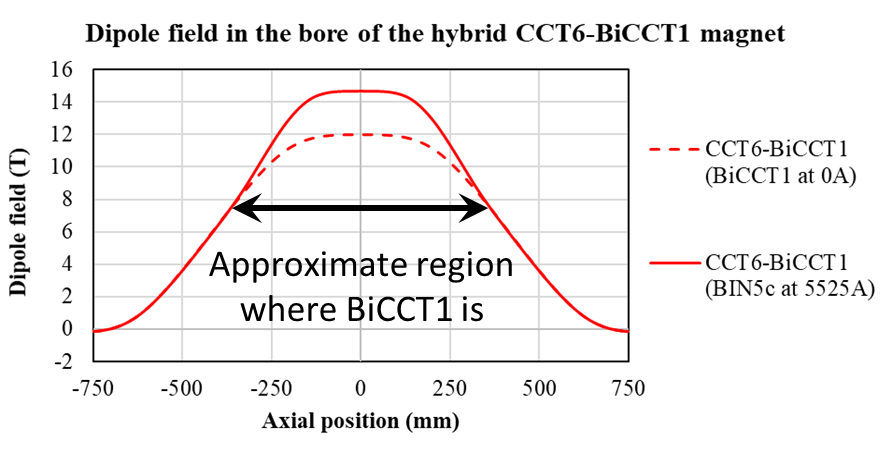 Dipole field in the bore of the hybrid CCT6-BiCCT1 magnet
Dipole field (T)
16
14
12
10
8
6
4
2
0
-2
-750
-500
-250
0
250
500
750
Axial position (mm)
Approximate region
where BiCCT1 is
CCT6-BiCCT1
(BiCCT1 at 0A)
CCT6-BiCCT1
(BIN5c at 5525A)